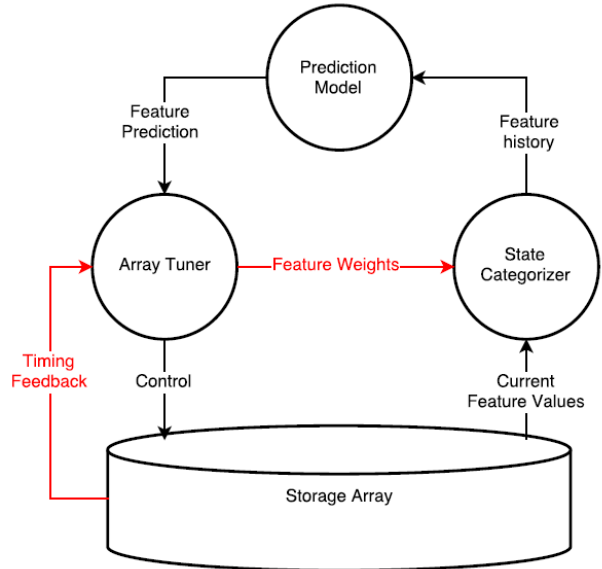 Prediction
Model
Feature
Prediction
Feature
history
Array Tuner
Feature Weights
State
Categorizer
Timing
Feedback
Control
Current
Feature Values
Storage Array